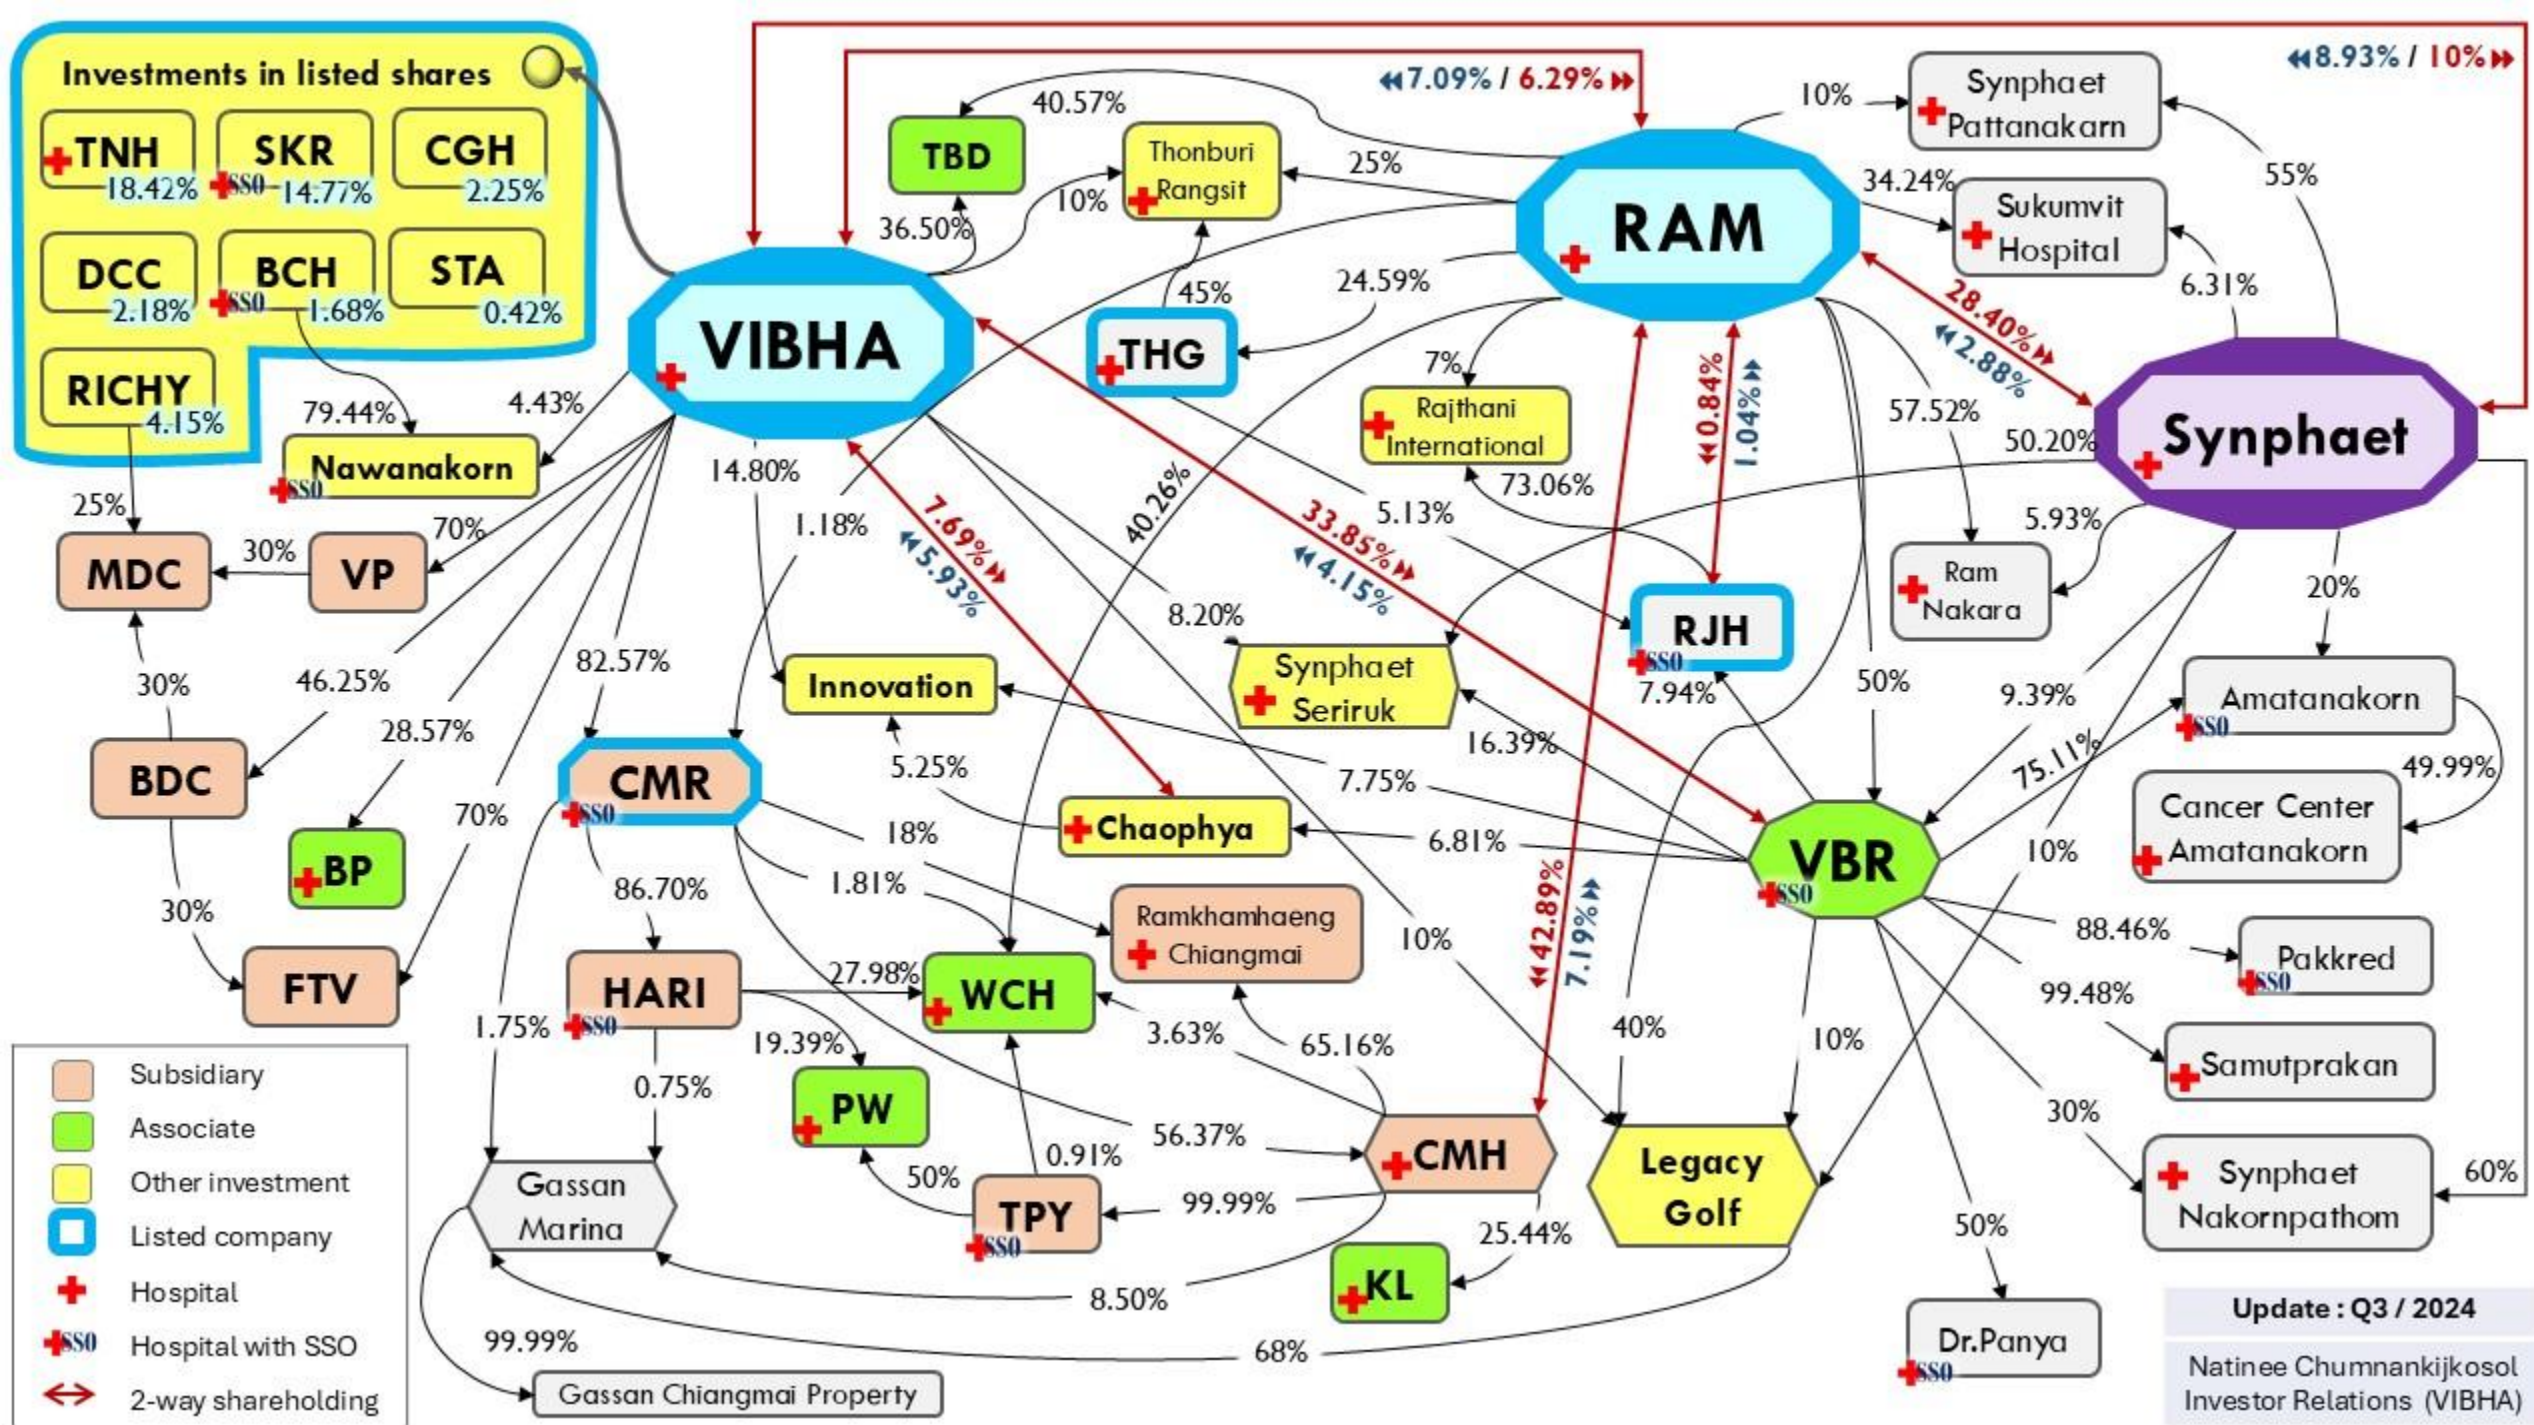 Investments in listed shares
TNH
18.42%
SKR
SSO
14.77%
CGH
2.25%
DCC
2.18%
BCH
SSO
1.68%
STA
0.42%
RICHY
4.15%
◀◀7.09% / 6.29%▶▶
◀◀8.93% / 10%▶▶
40.57%
TBD
36.50%
10%
Thonburi
Rangsit
25%
45%
THG
24.59%
RAM
10%
Synphaet
Pattanakarn
34.24%
Sukumvit
Hospital
55%
6.31%
28.40%▶▶
◀◀2.88%
VIBHA
79.44%
4.43%
Nawanakorn
SSO
25%
MDC
30%
VP
70%
14.80%
1.18%
7.69%▶▶
◀◀5.93%
40.26%
7%
Rajthani
International
73.06%
5.13%
33.85%▶▶
◀◀4.15%
◀◀0.84%
1.04%▶▶
57.52%
50.20%
Synphaet
5.93%
Ram
Nakara
20%
30%
46.25%
82.57%
28.57%
BDC
30%
BP
70%
FTV
Innovation
8.20%
Synphaet
Seriruk
RJH
SSO
7.94%
50%
9.39%
Amatanakorn
SSO
49.99%
75.11%
Cancer Center
Amatanakorn
CMR
SSO
5.25%
7.75%
16.39%
Chaophya
6.81%
VBR
SSO
10%
18%
1.81%
86.70%
Ramkhamhaeng
Chiangmai
10%
◀◀42.89%
7.19%▶▶
88.46%
Pakkred
SSO
HARI
SSO
27.98%
WCH
1.75%
19.39%
3.63%
65.16%
40%
10%
99.48%
Samutprakan
0.75%
PW
50%
0.91%
56.37%
CMH
99.99%
TPY
SSO
25.44%
KL
Legacy
Golf
30%
Synphaet
Nakornpathom
60%
50%
Dr.Panya
SSO
Gassan
Marina
8.50%
68%
99.99%
Gassan Chiangmai Property
Subsidiary
Associate
Other investment
Listed company
Hospital
SSO Hospital with SSO
2-way shareholding
Update : Q3 / 2024
Natinee Chumnankijkosol
Investor Relations (VIBHA)